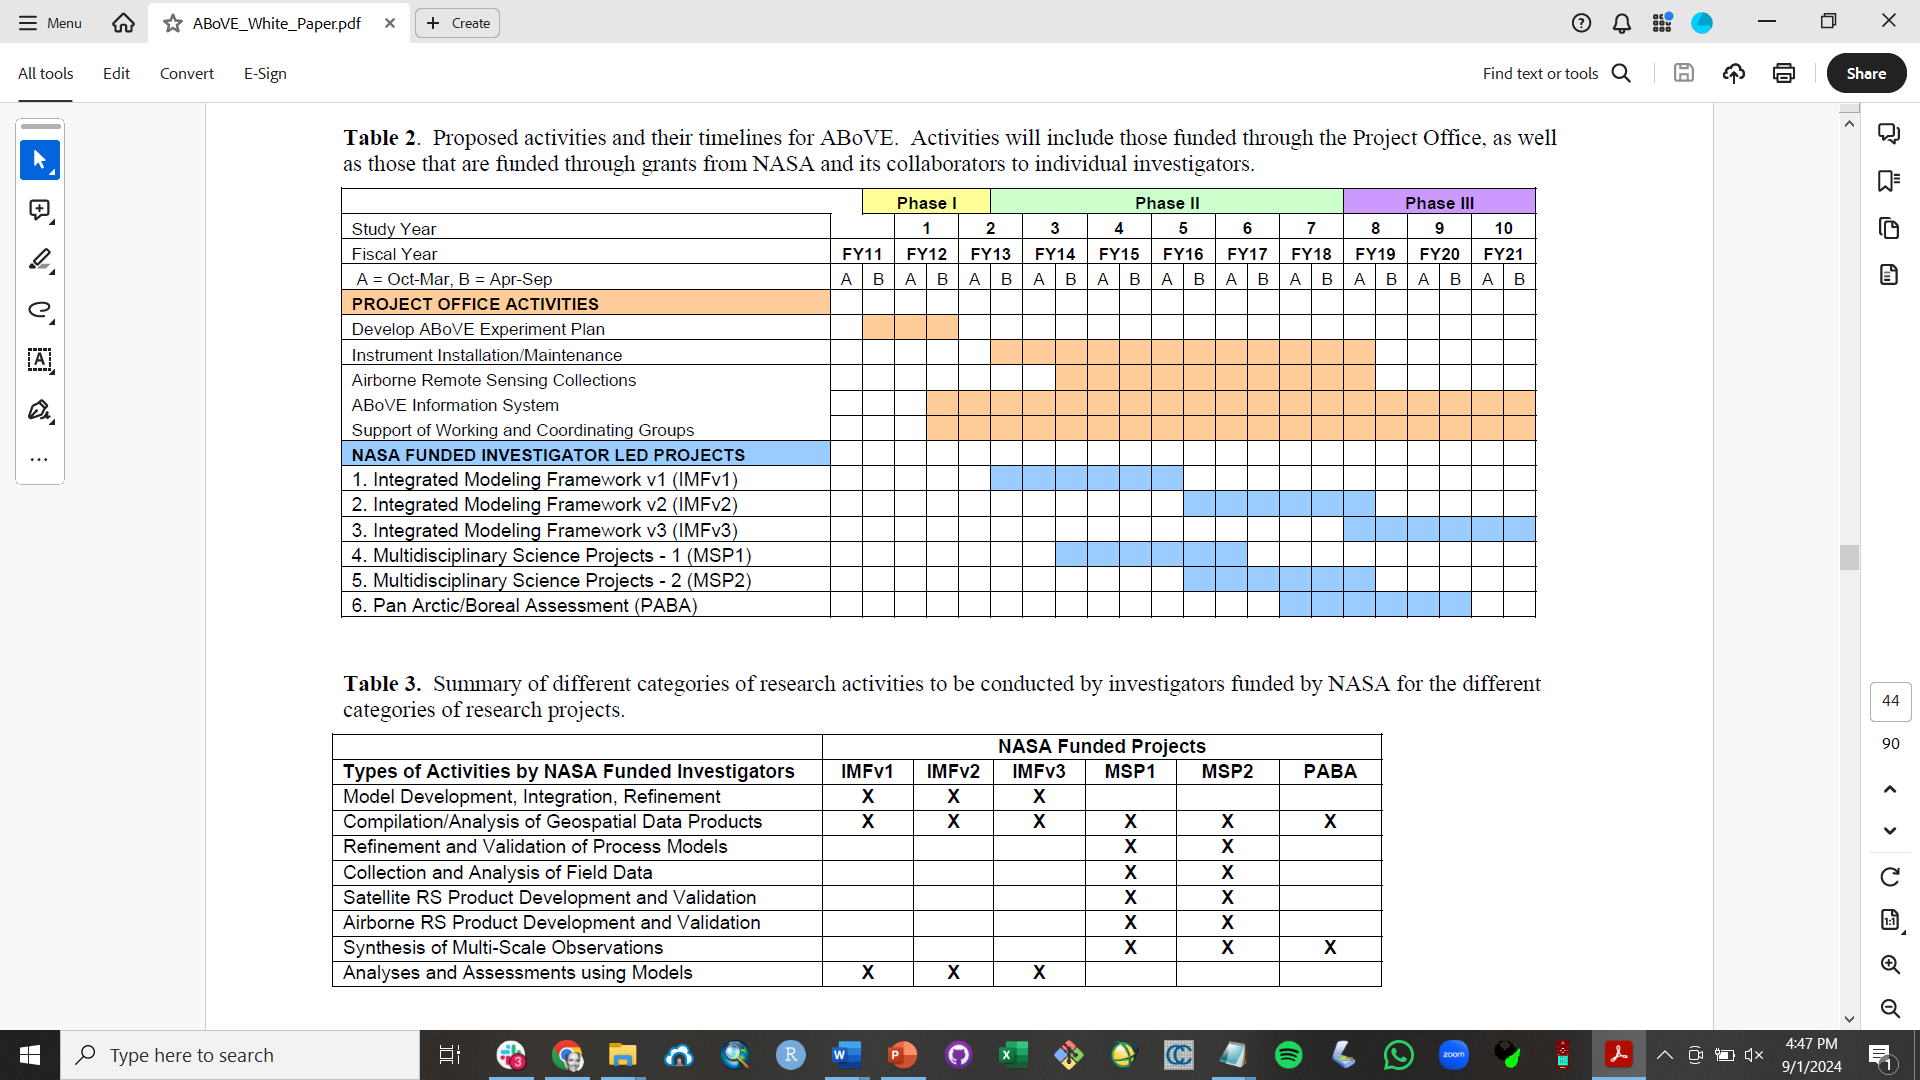 Menu
ABoVE_White_Paper.pdf
Create
All tools
Edit
Convert
E-Sign
Find text or tools
Share
Table 2. Proposed activities and their timelines for ABoVE. Activities will include those funded through the Project Office, as well
as those that are funded through grants from NASA and its collaborators to individual investigators.
Phase I Phase II Phase III
Study Year 1 2 3 4 5 6 7 8 9 10
Fiscal Year FY11 FY12 FY13 FY14 FY15 FY16 FY17 FY18 FY19 FY20 FY21
A = Oct-Mar, B = Apr-Sep A B A B A B A B A B A B A B A B A B A B A B
PROJECT OFFICE ACTIVITIES
Develop ABoVE Experiment Plan
Instrument Installation/Maintenance
Airborne Remote Sensing Collections
ABoVE Information System
Support of Working and Coordinating Groups
NASA FUNDED INVESTIGATOR LED PROJECTS
1. Integrated Modeling Framework v1 (IMFv1)
2. Integrated Modeling Framework v2 (IMFv2)
3. Integrated Modeling Framework v3 (IMFv3)
4. Multidisciplinary Science Projects - 1 (MSP1)
5. Multidisciplinary Science Projects - 2 (MSP2)
6. Pan Arctic/Boreal Assessment (PABA)
Table 3. Summary of different categories of research activities to be conducted by investigators funded by NASA for the different
categories of research projects.
NASA Funded Projects
Types of Activities by NASA Funded Investigators IMFv1 IMFv2 IMFv3 MSP1 MSP2 PABA
Model Development, Integration, Refinement X X X
Compilation/Analysis of Geospatial Data Products X X X X X X
Refinement and Validation of Process Models X X
Collection and Analysis of Field Data X X
Satellite RS Product Development and Validation X X
Airborne RS Product Development and Validation X X
Synthesis of Multi-Scale Observations X X X
Analyses and Assessments using Models X X X
44
90
1:1
Type here to search
3
R
W
P
X
zoom
4:47 PM
9/1/2024
1